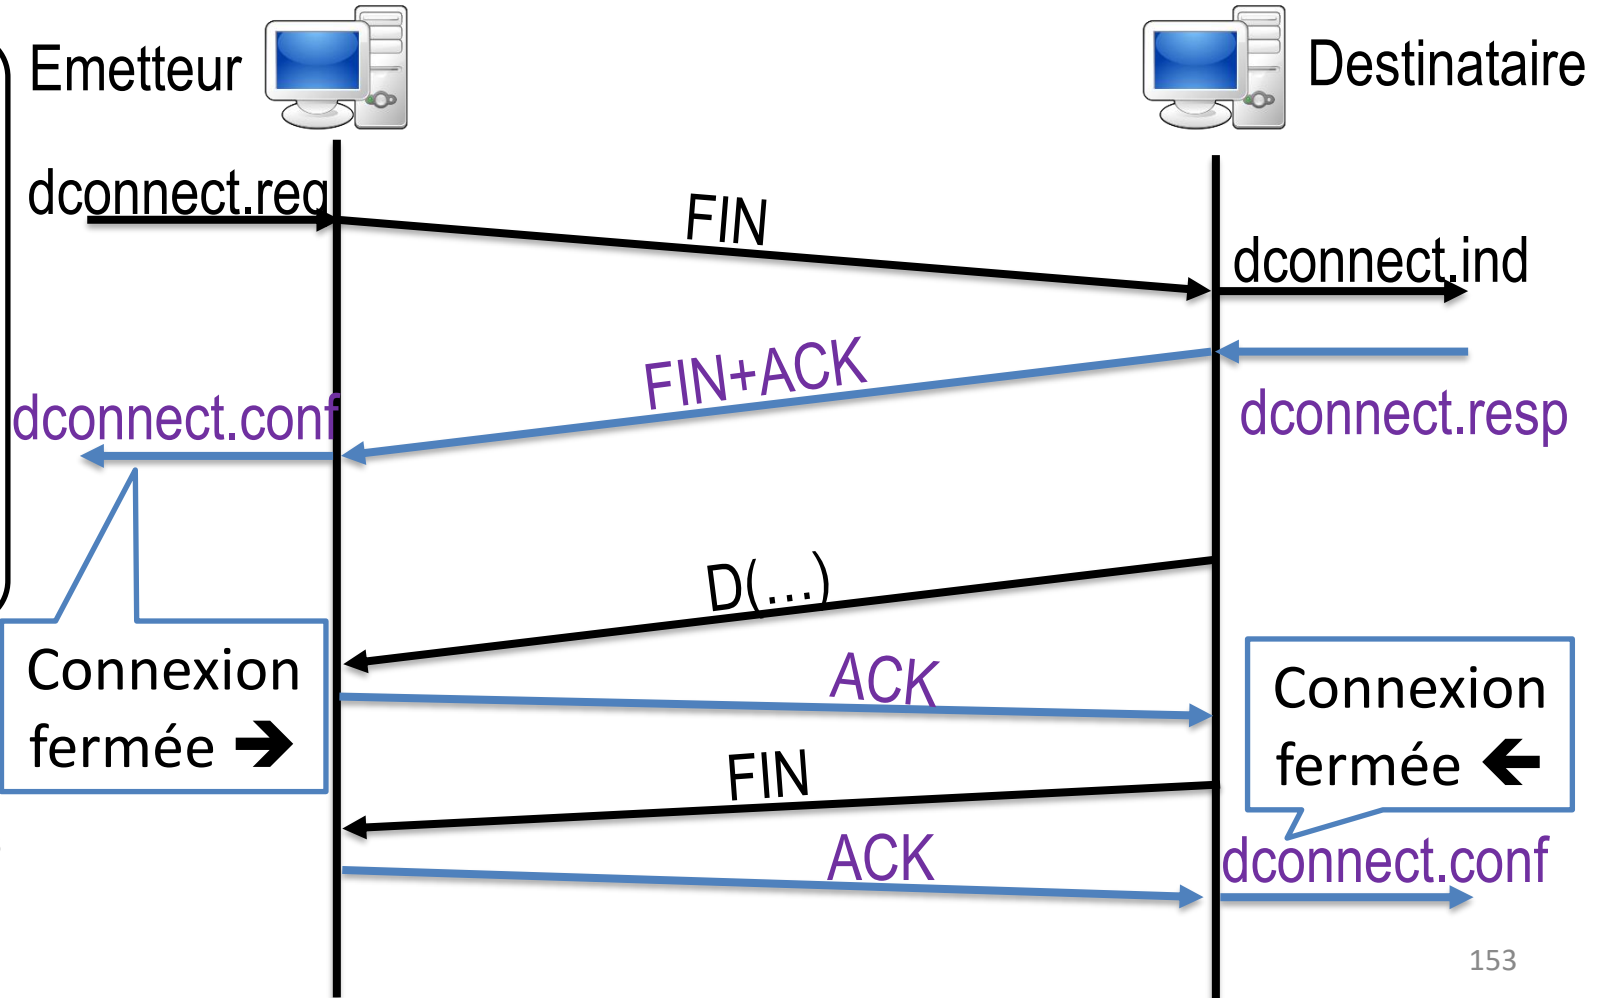 Emetteur
Destinataire
dconnect.req
FIN
dconnect.ind
FIN+ACK
dconnect.conf
dconnect.resp
D(...)
Connexion
fermée ➔
ACK
Connexion
fermée 🡸
FIN
ACK
dconnect.conf
153